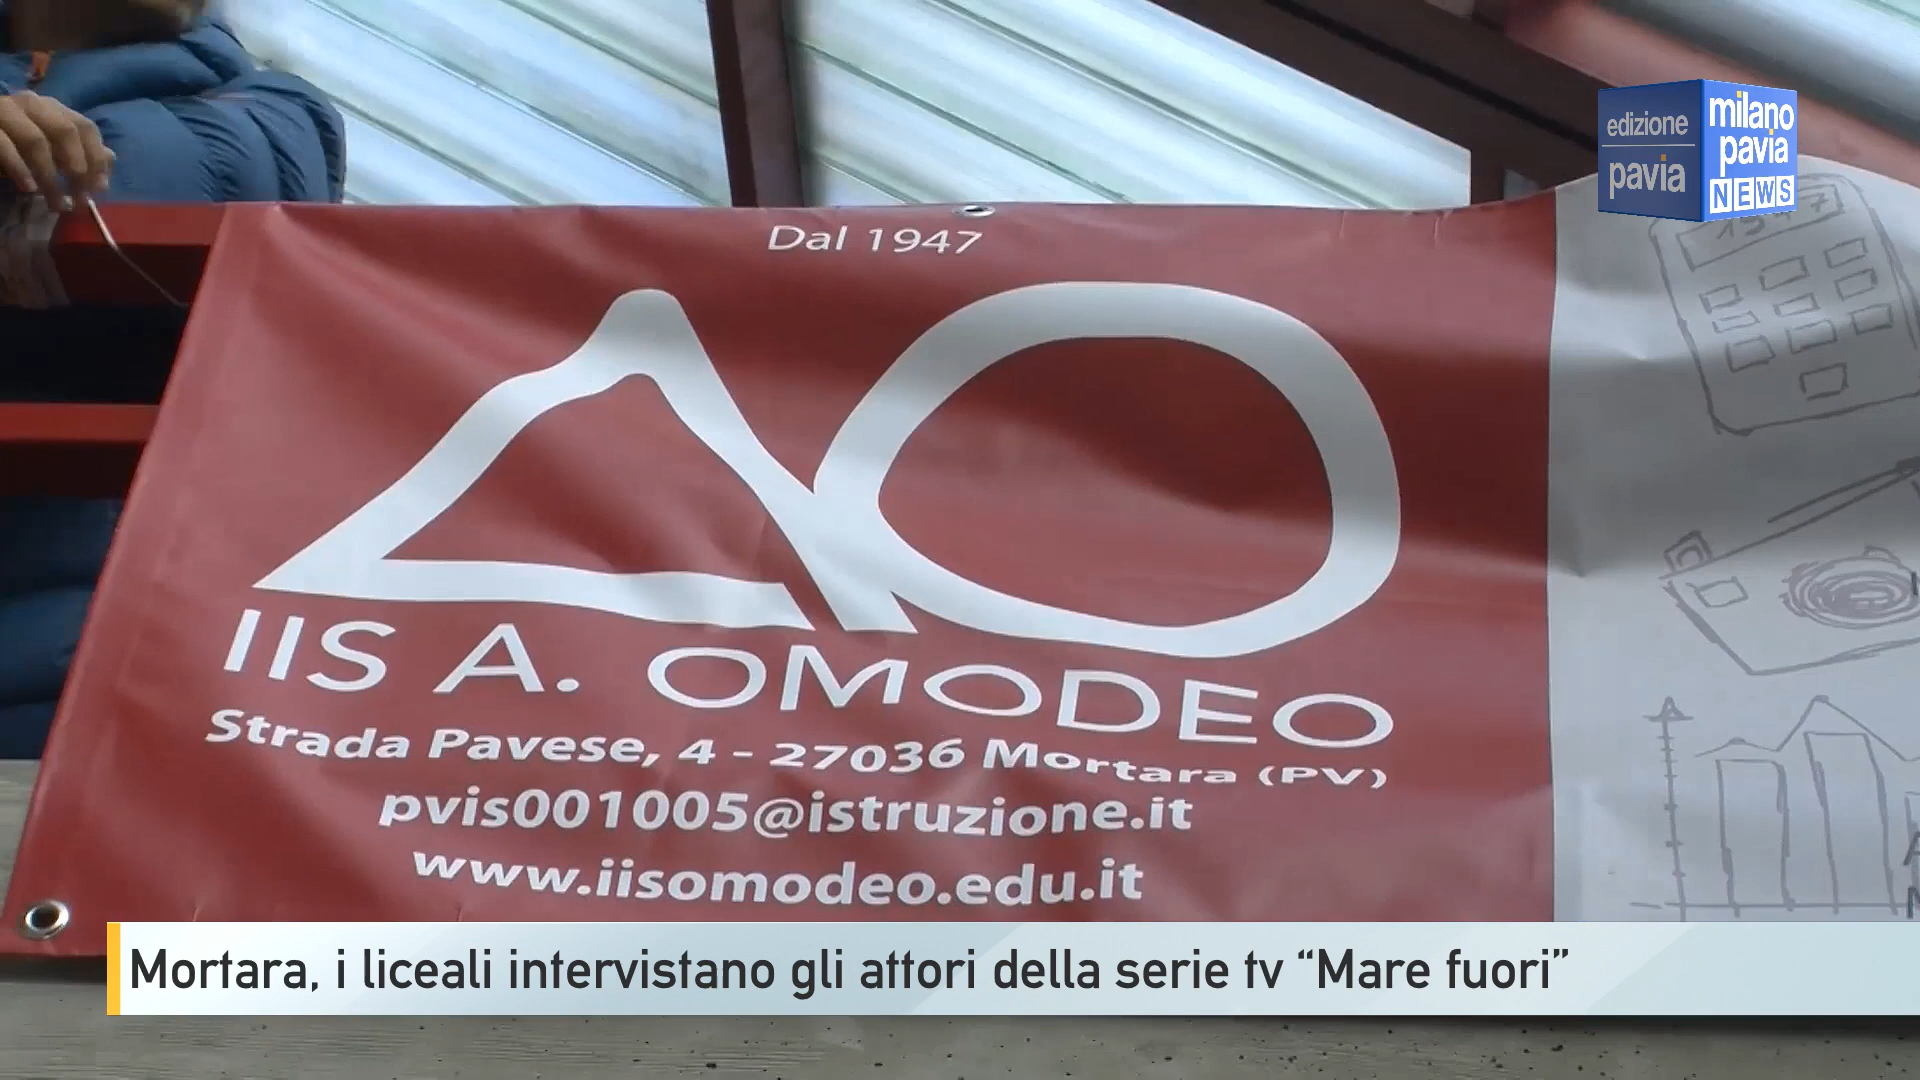 edizione
pavia
milano
pavia
NEWS
Dal 1947
AO
IIS A. OMODEO
Strada Pavese, 4 - 27036 Mortara (PV)
pvis001005@istruzione.it
www.iisomodeo.edu.it
Mortara, i liceali intervistano gli attori della serie tv “Mare fuori”